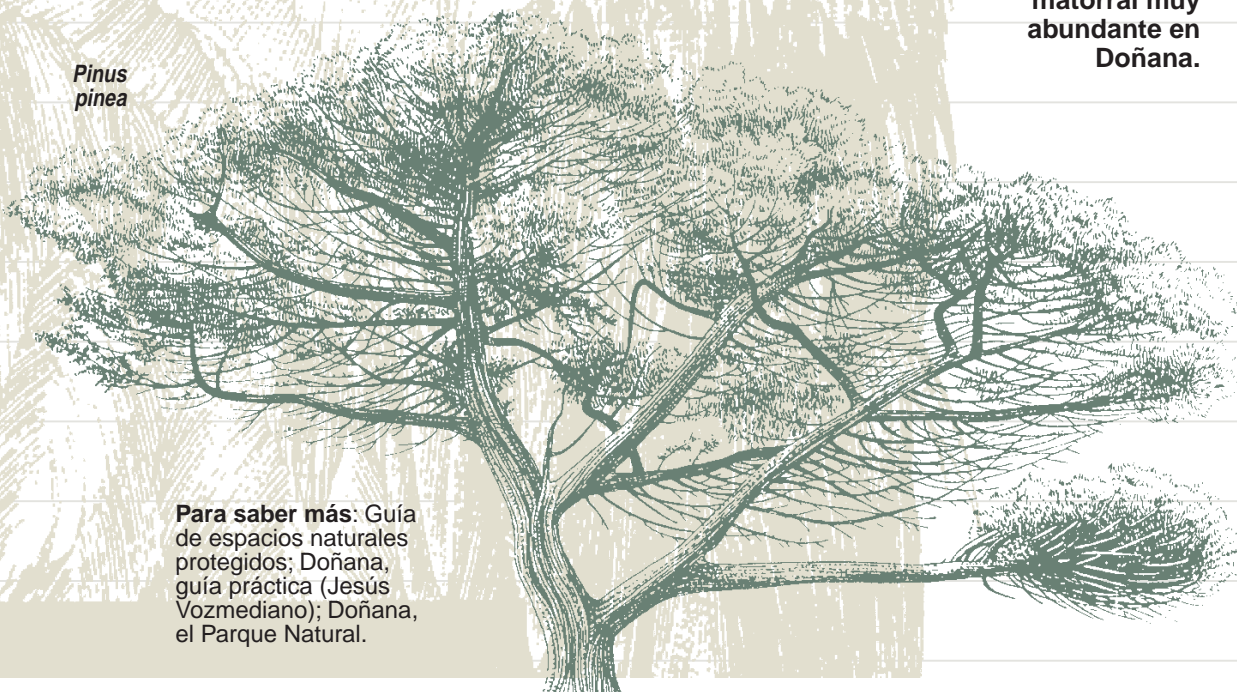 matorral muy
abundante en
Doñana.
Pinus
pinea
Para saber más: Guía
de espacios naturales
protegidos; Doñana,
guía práctica (Jesús
Vozmediano); Doñana,
el Parque Natural.